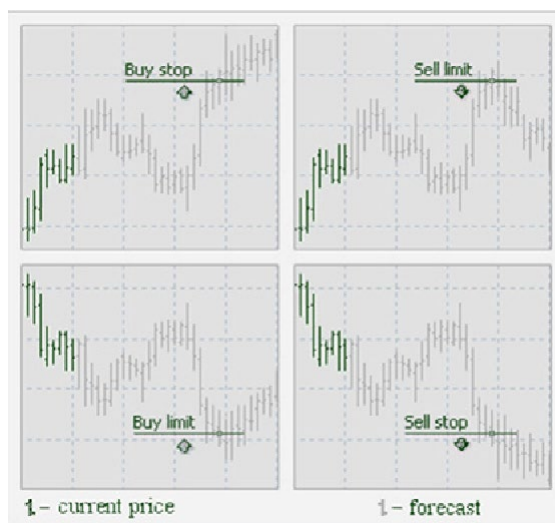 Buy stop
Sell limit
Buy limit
Sell stop
– current price
– forecast